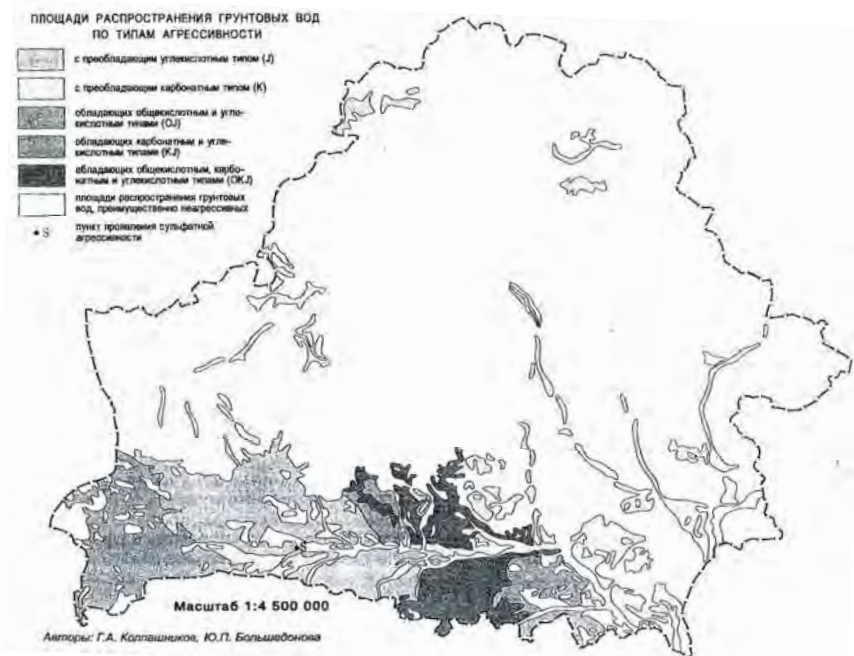 ПЛОЩАДИ РАСПРОСТРАНЕНИЯ ГРУНТОВЫХ ВОД
ПО ТИПАМ АГРЕССИВНОСТИ
с преобладающим углекислотным типом (J)
с преобладающим карбонатным типом (К)
обладающих общекислотным и угле-
кислотным типами (OJ)
обладающих карбонатным и угле-
кислотным типами (KJ)
обладающих общекислотным, карбо-
натным и углекислотным типами (OKJ)
площади распространения грунтовых
вод, преимущественно неагрессивных
S пункт проявления сульфатной
агрессивности
S
Масштаб 1:4 500 000
Авторы: Г.А. Колпашников, Ю.П. Большедонова